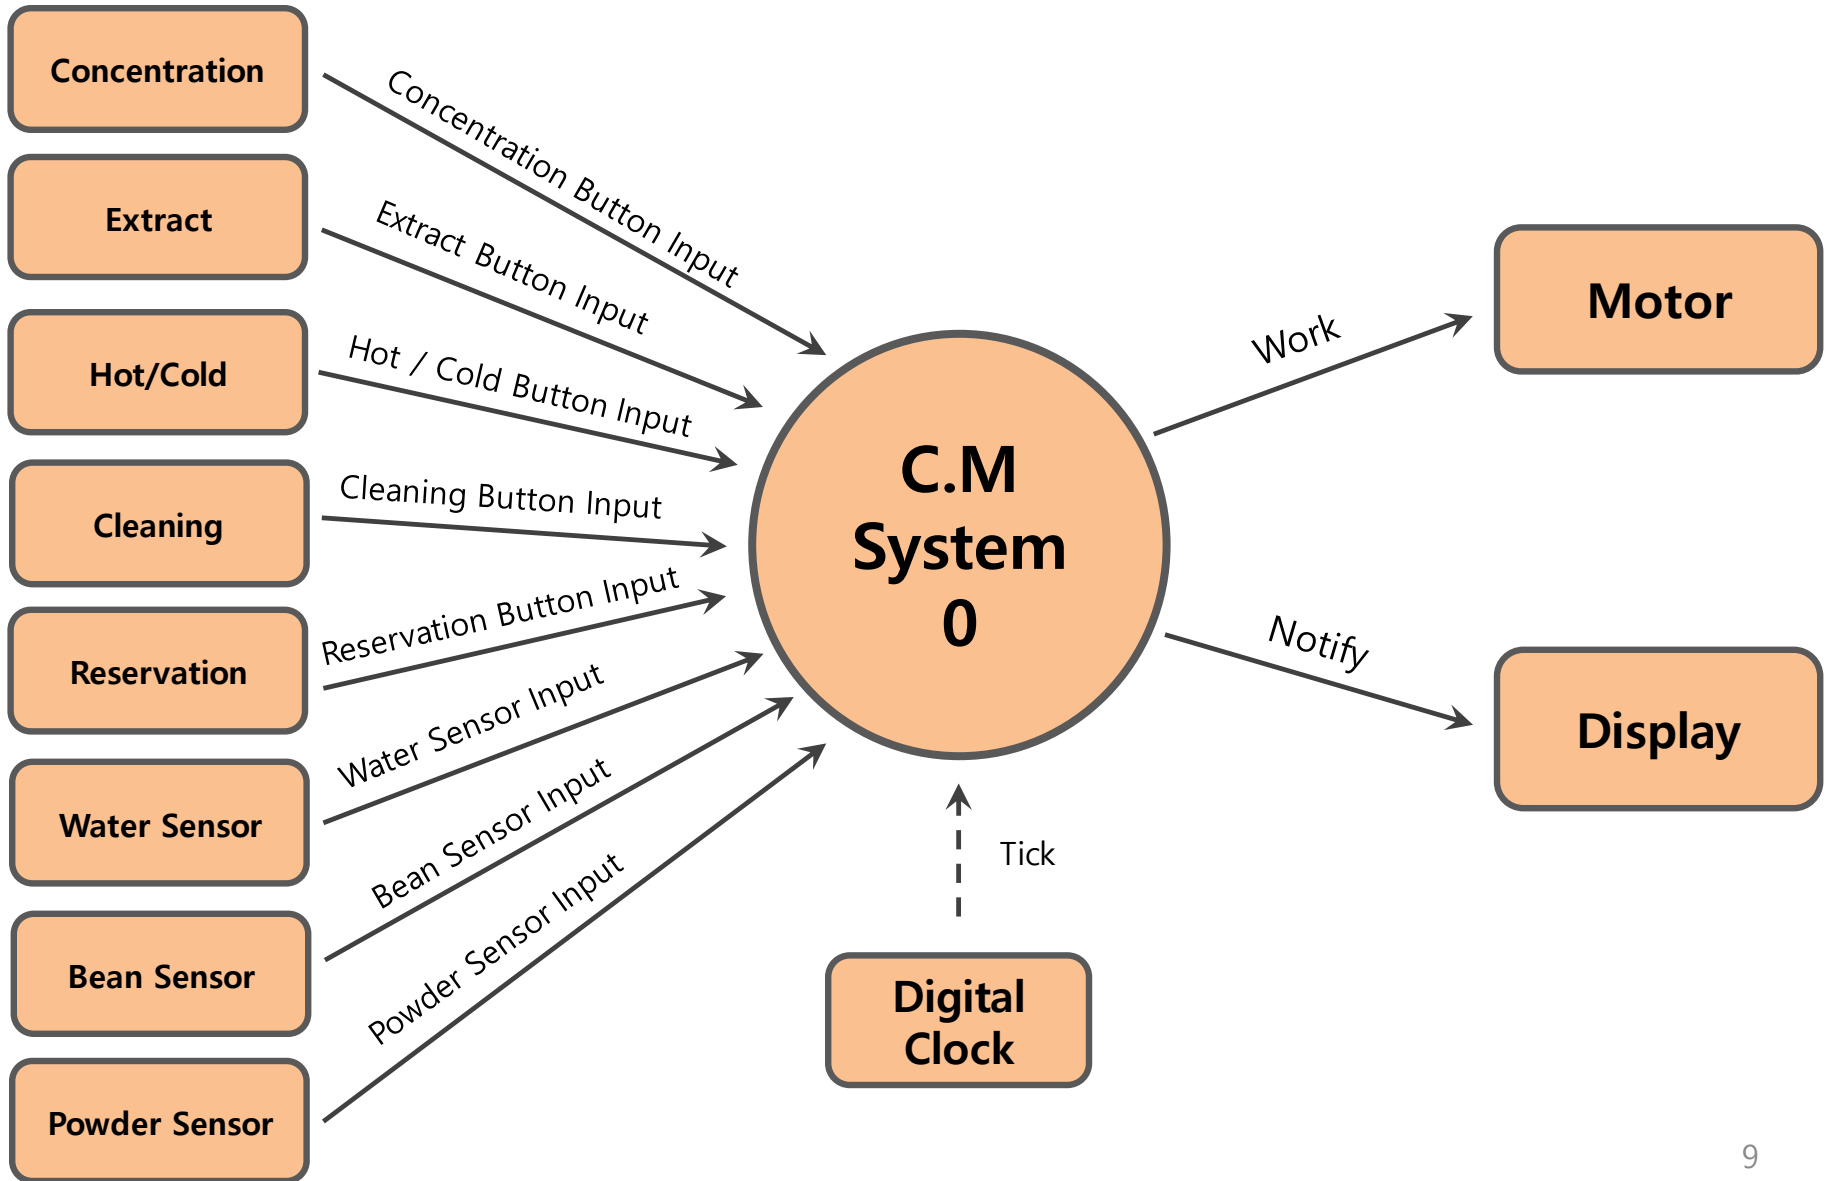 Concentration
Concentration Button Input
Extract
Extract Button Input
Hot/Cold
Hot / Cold Button Input
Cleaning
Cleaning Button Input
Reservation
Reservation Button Input
Water Sensor
Water Sensor Input
Bean Sensor
Bean Sensor Input
Powder Sensor
Powder Sensor Input
C.M
System
0
Tick
Digital
Clock
Work
Motor
Notify
Display
9